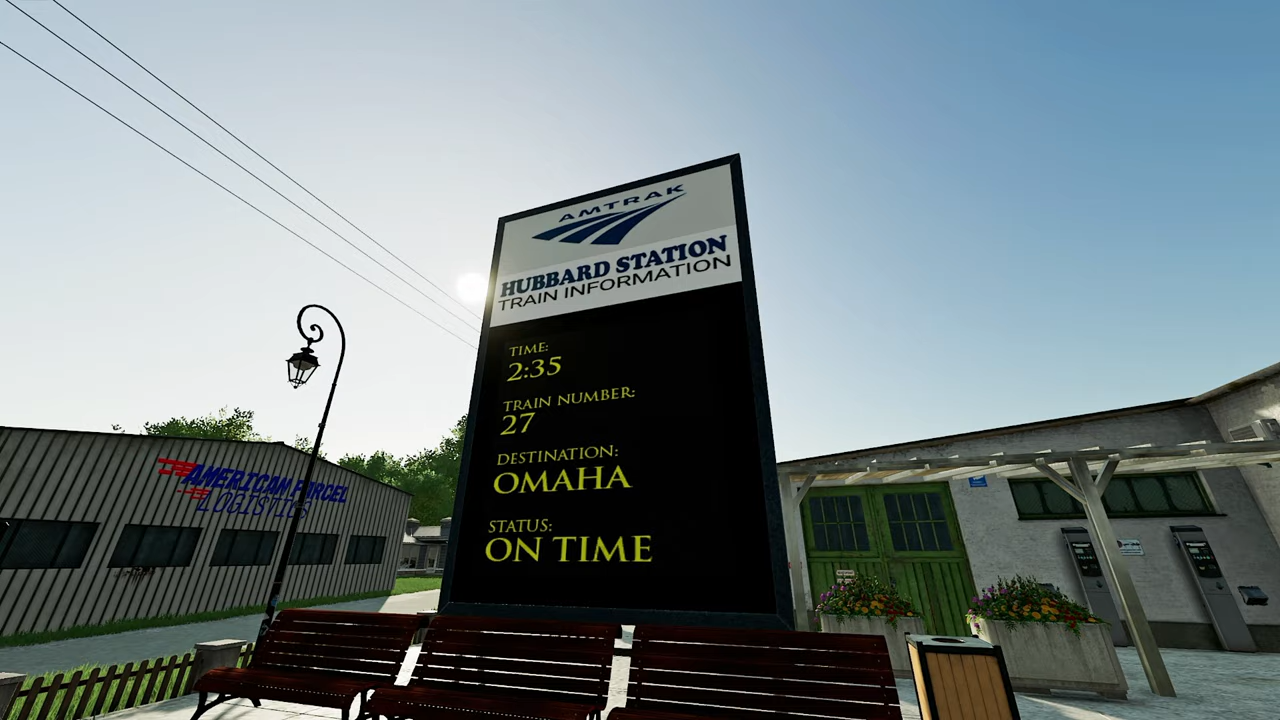 AMTRAK
HUBBARD STATION
TRAIN INFORMATION
TIME:
2:35
TRAIN NUMBER:
27
DESTINATION:
OMAHA
STATUS:
ON TIME
AMERICAN PARCEL
LOGISTICS